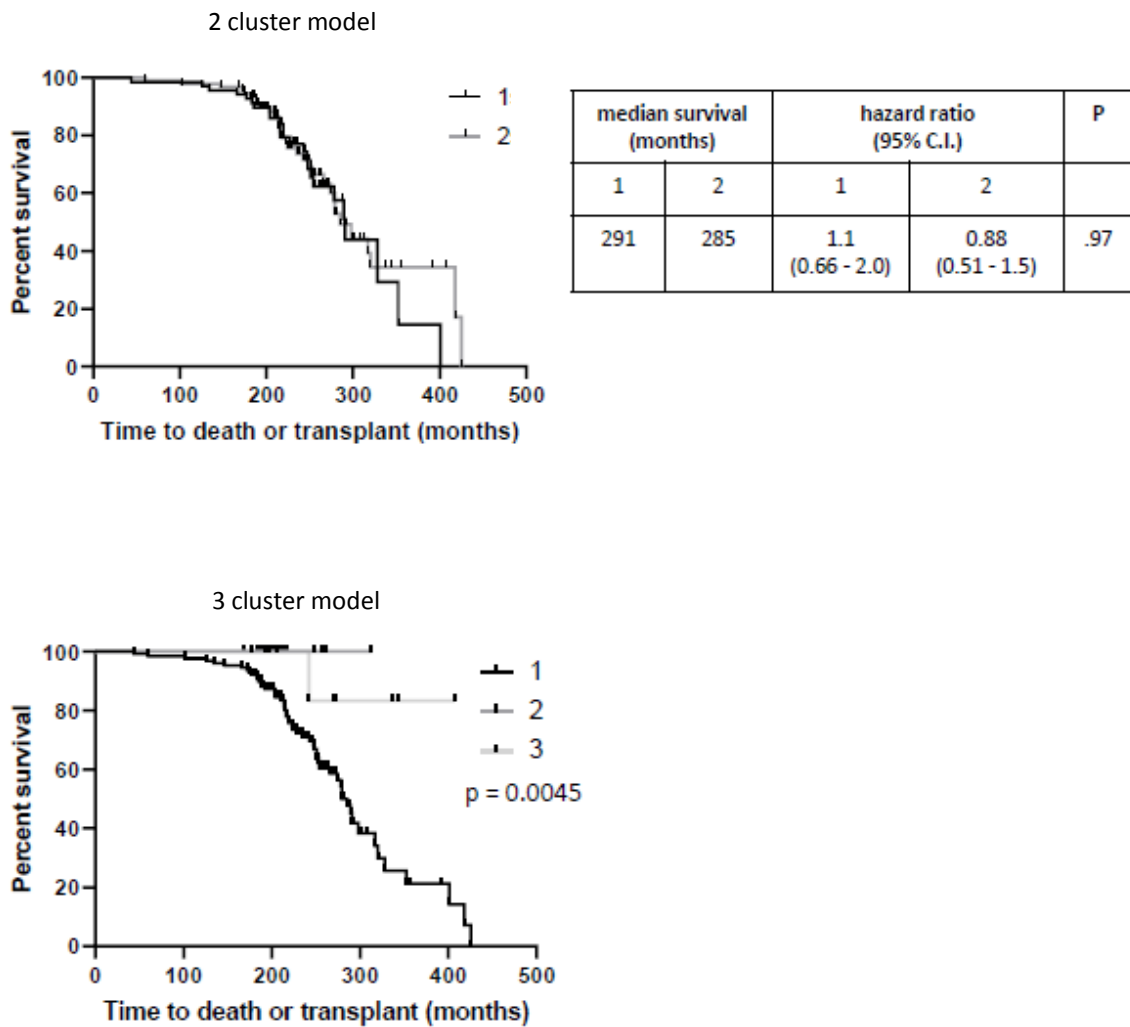 2 cluster model
100
80
60
40
20
0
Percent survival
0 100 200 300 400 500
Time to death or transplant (months)
1
2
median survival (months) hazard ratio (95% C.I.) P
1 2 1 2
291 285 1.1 (0.66 - 2.0) 0.88 (0.51 - 1.5) .97
3 cluster model
100
80
60
40
20
0
Percent survival
0 100 200 300 400 500
Time to death or transplant (months)
1
2
3
p = 0.0045